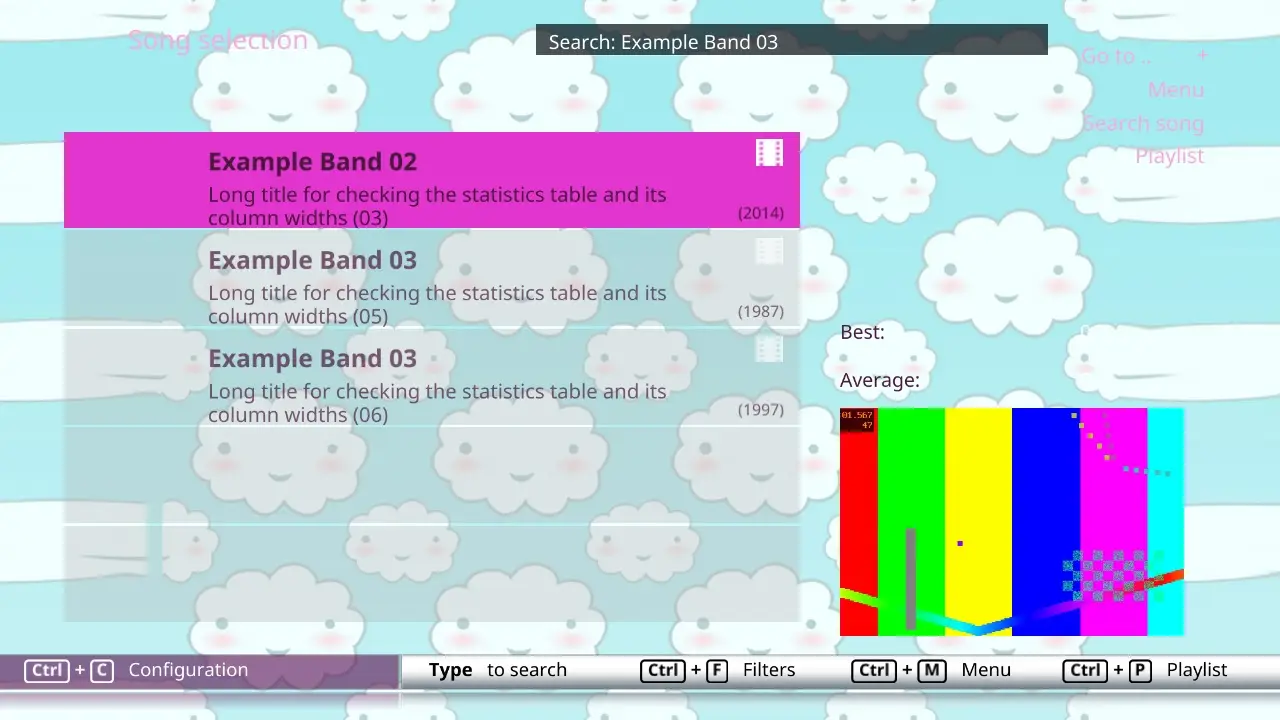 Song selection
Search: Example Band 03
Go to .. +
Menu
Search song
Playlist
Example Band 02
Long title for checking the statistics table and its
column widths (03)
(2014)
Example Band 03
Long title for checking the statistics table and its
column widths (05)
(1987)
Example Band 03
Long title for checking the statistics table and its
column widths (06)
(1997)
Best:
Average:
01.567
47
Ctrl + C Configuration
Type to search
Ctrl + F Filters
Ctrl + M Menu
Ctrl + P Playlist